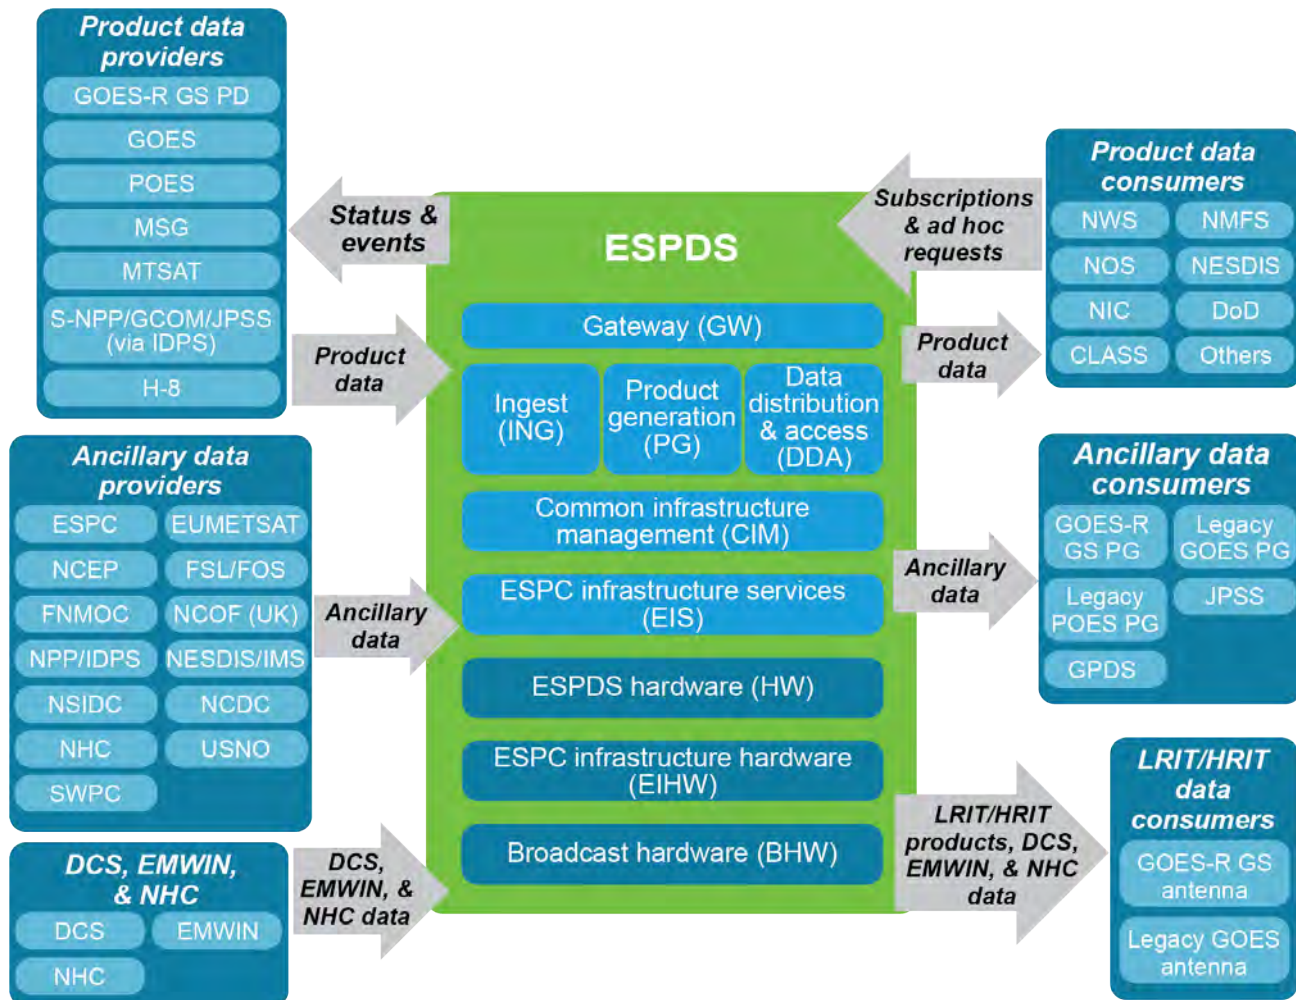 Product data
providers
GOES-R GS PD
GOES
POES
MSG
MTSAT
S-NPP/GCOM/JPSS
(via IDPS)
H-8
Ancillary data
providers
ESPC
EUMETSAT
NCEP
FSL/FOS
FNMOC
NCOF (UK)
NPP/IDPS
NESDIS/IMS
NSIDC
NCDC
NHC
USNO
SWPC
DCS, EMWIN,
& NHC
DCS
EMWIN
NHC
Status &
events
Product
data
Ancillary
data
DCS,
EMWIN, &
NHC data
ESPDS
Gateway (GW)
Ingest
(ING)
Product
generation
(PG)
Data
distribution
& access
(DDA)
Common infrastructure
management (CIM)
ESPC infrastructure services
(EIS)
ESPDS hardware (HW)
ESPC infrastructure hardware
(EIHW)
Broadcast hardware (BHW)
Subscriptions
& ad hoc
requests
Product
data
Ancillary
data
LRIT/HRIT
products, DCS,
EMWIN, & NHC
data
Product data
consumers
NWS
NMFS
NOS
NESDIS
NIC
DoD
CLASS
Others
Ancillary data
consumers
GOES-R
GS PG
Legacy
GOES PG
Legacy
POES PG
JPSS
GPDS
LRIT/HRIT
data
consumers
GOES-R GS
antenna
Legacy GOES
antenna